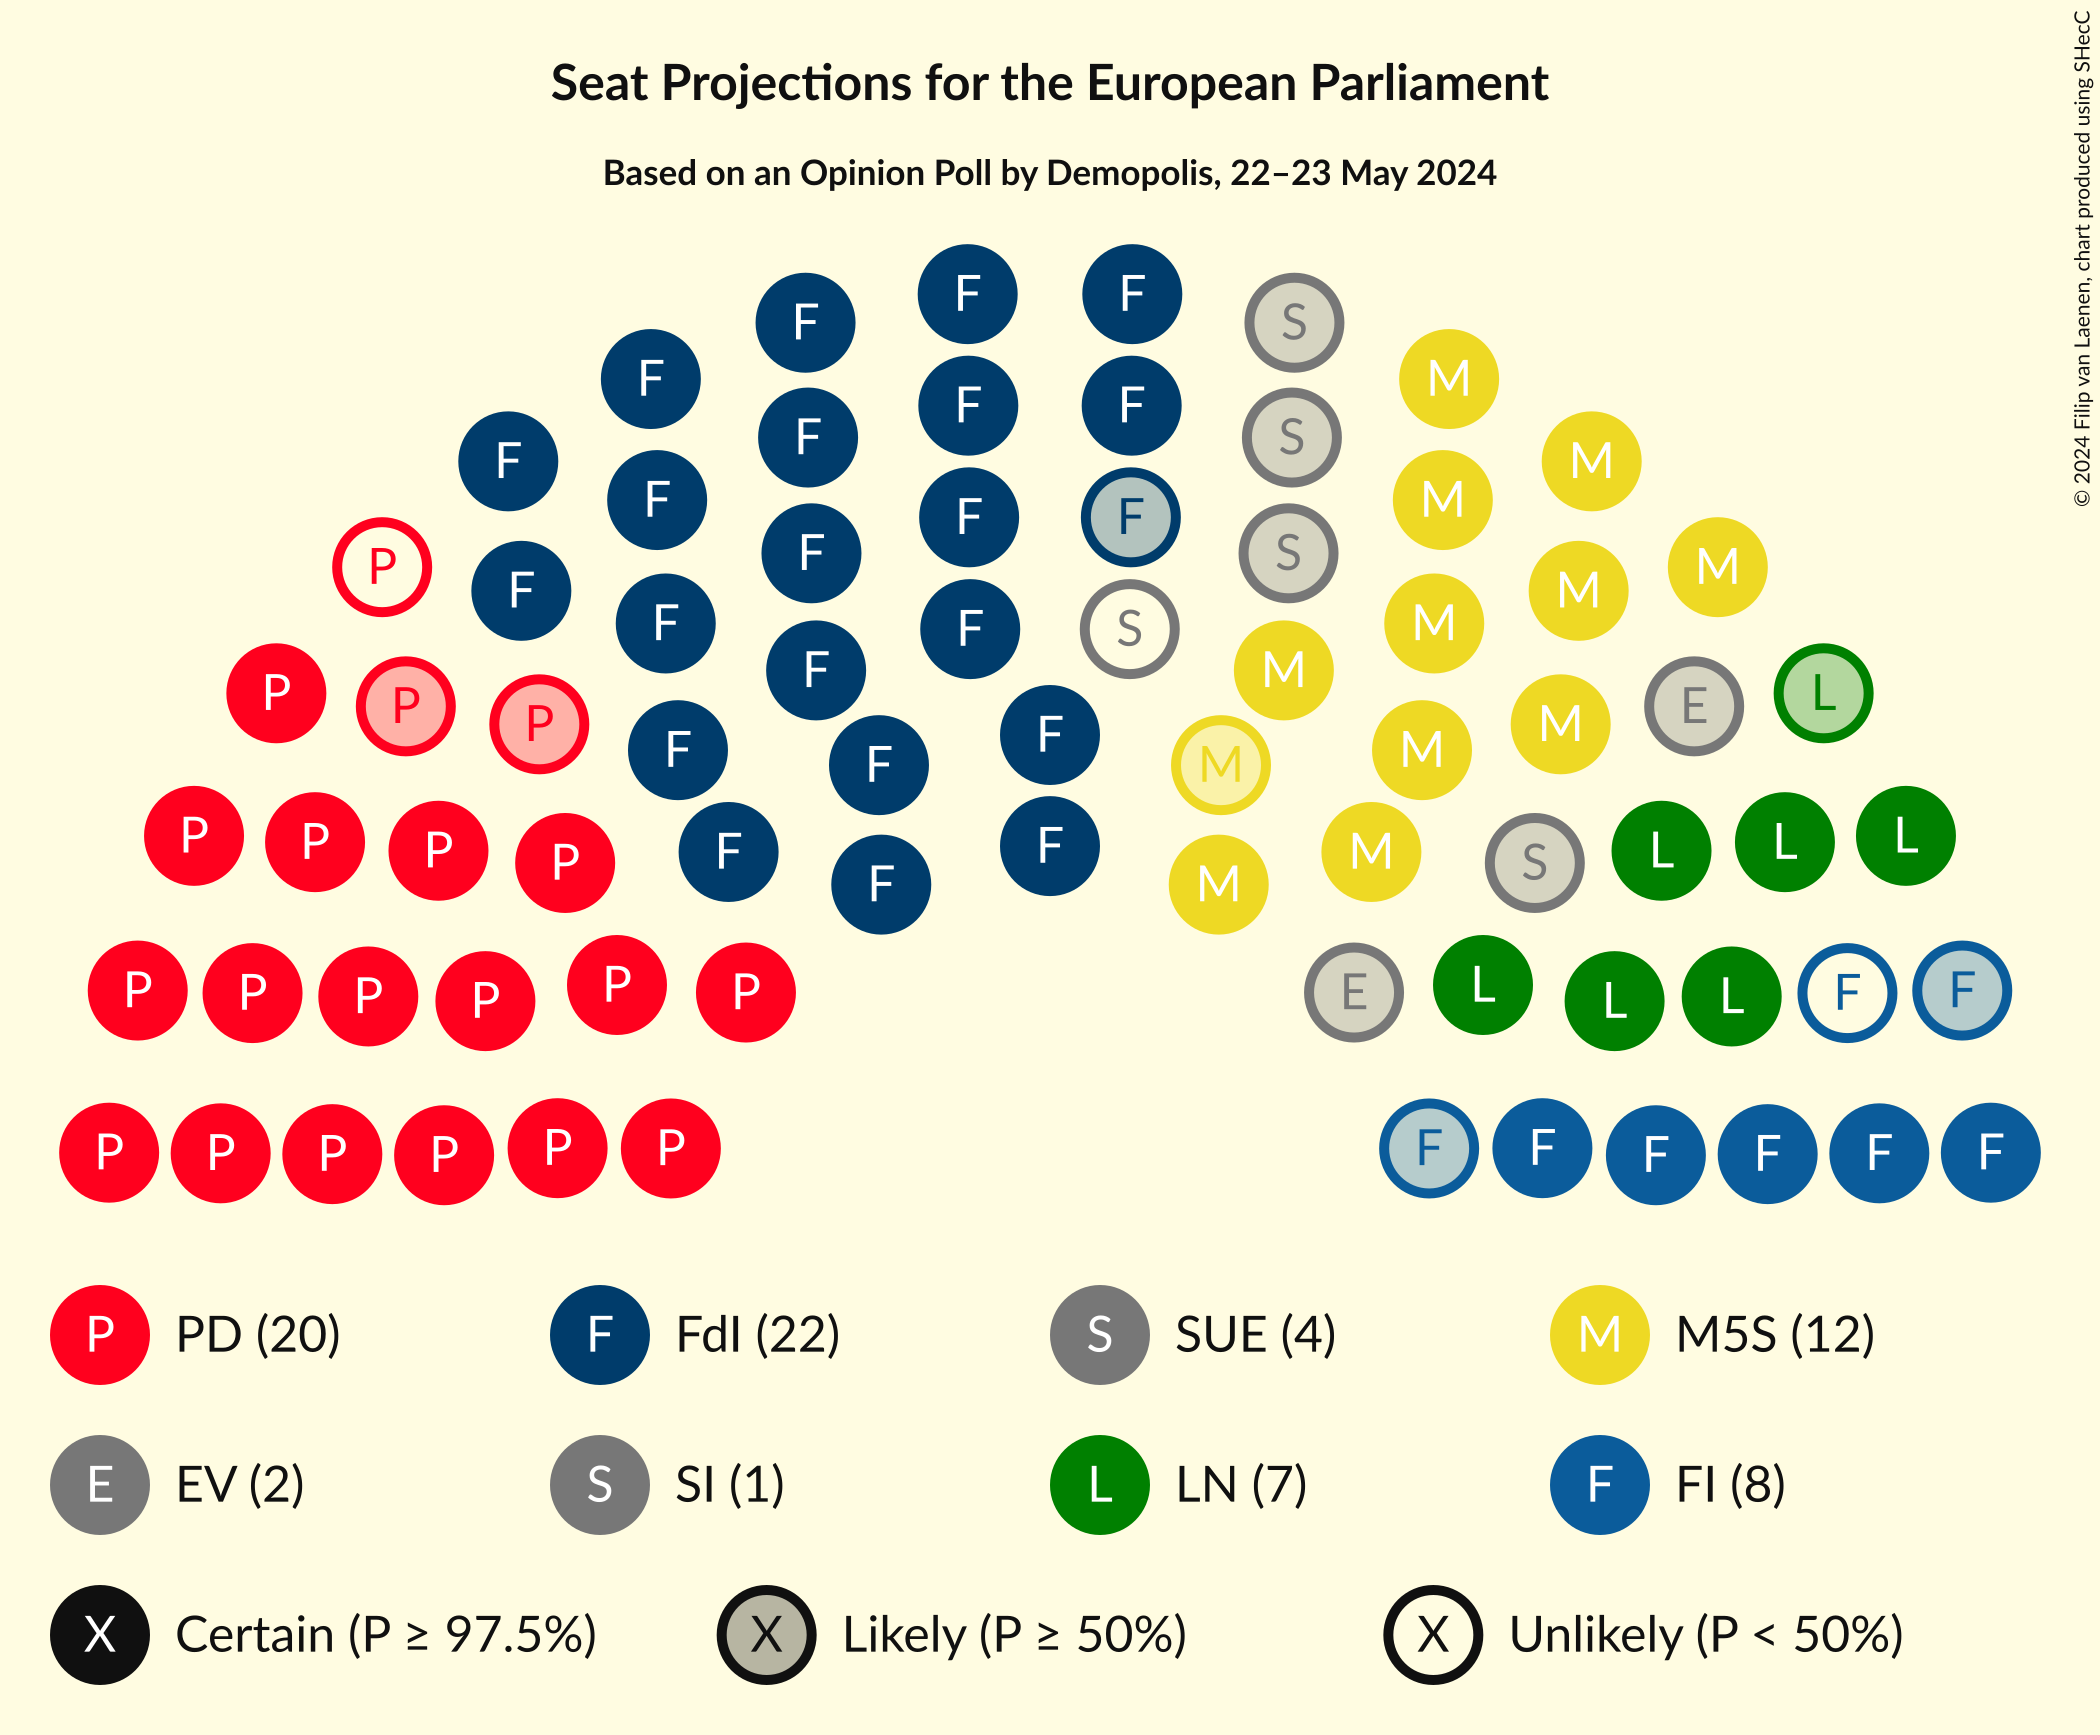 Seat Projections for the European Parliament
Based on an Opinion Poll by Demopolis, 22–23 May 2024
© 2024 Filip van Laenen, chart produced using SHecC
F F S
F S
F M
F F
F S
F M
F M
F M
F F
F S
P M
F M
F M
F S
F M
P L
P E
P M
F M
F
F M
P L
P L
P L
F M
P S
F M
P F
P F
P L
P L
P L
P E
P F
P F
P F
P F
P F
P F
P PD (20) F FdI (22) S SUE (4) M M5S (12)
E EV (2) S SI (1) L LN (7) F FI (8)
X Certain (P ≥ 97.5%) X Likely (P ≥ 50%) X Unlikely (P < 50%)